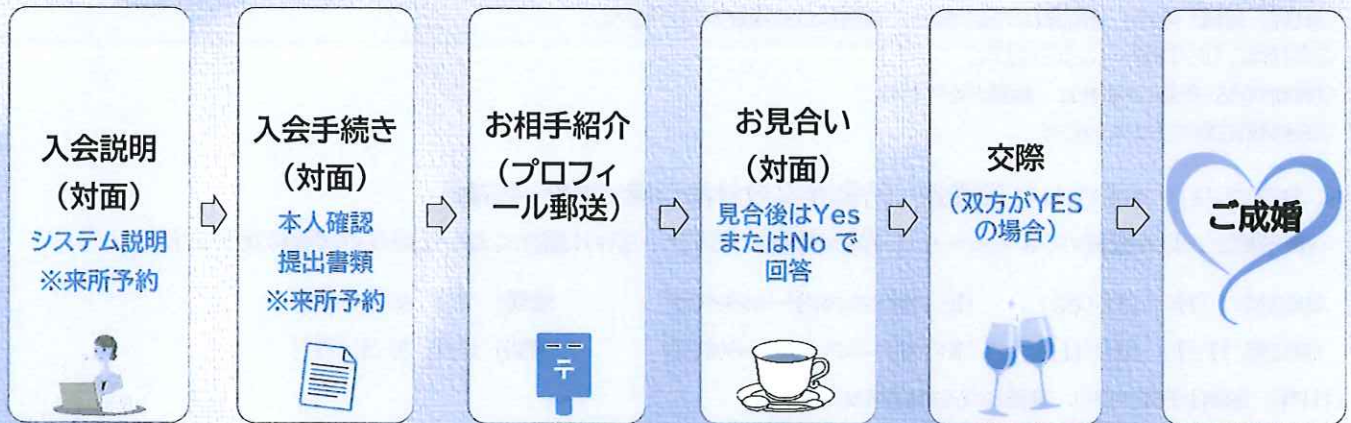 入会説明
（対面）
システム説明
※来所予約
入会手続き
（対面）
本人確認
提出書類
※来所予約
お相手紹介
（プロフィ
ール郵送）
〒
お見合い
（対面）
見合後はYes
またはNo で
回答
交際
（双方がYES
の場合）
ご成婚